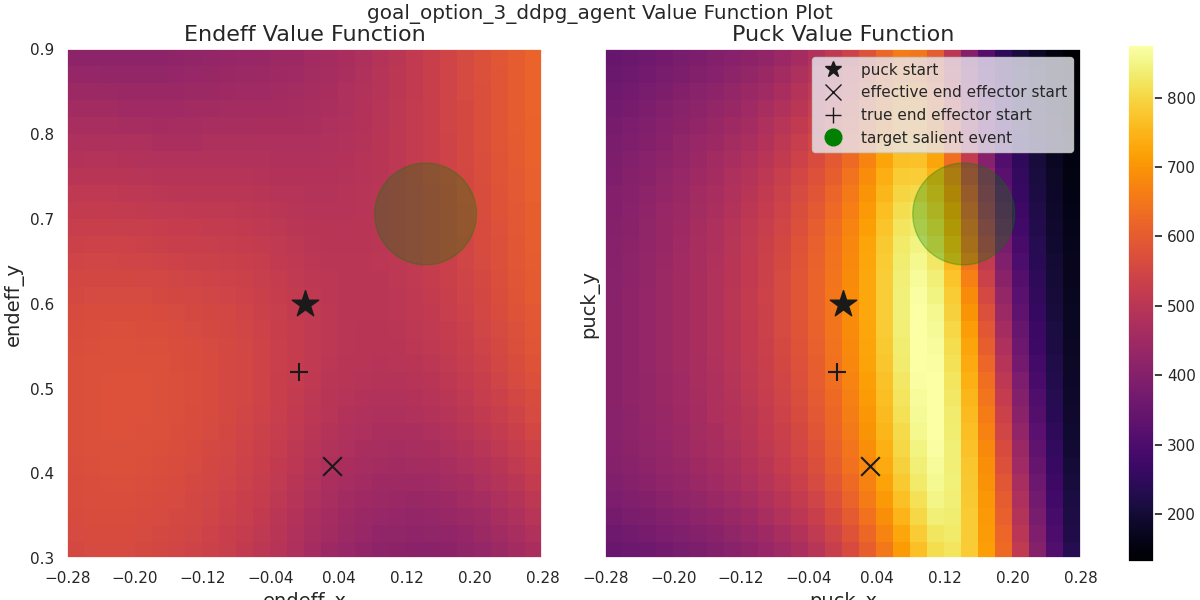 goal_option_3_ddpg_agent Value Function Plot
Endeff Value Function
Puck Value Function
0.9
0.8
0.7
0.6
0.5
0.4
0.3
endeff_y
−0.28 −0.20 −0.12 −0.04 0.04 0.12 0.20 0.28
endeff_x
puck_y
puck start
effective end effector start
true end effector start
target salient event
−0.28 −0.20 −0.12 −0.04 0.04 0.12 0.20 0.28
puck_x
800
700
600
500
400
300
200